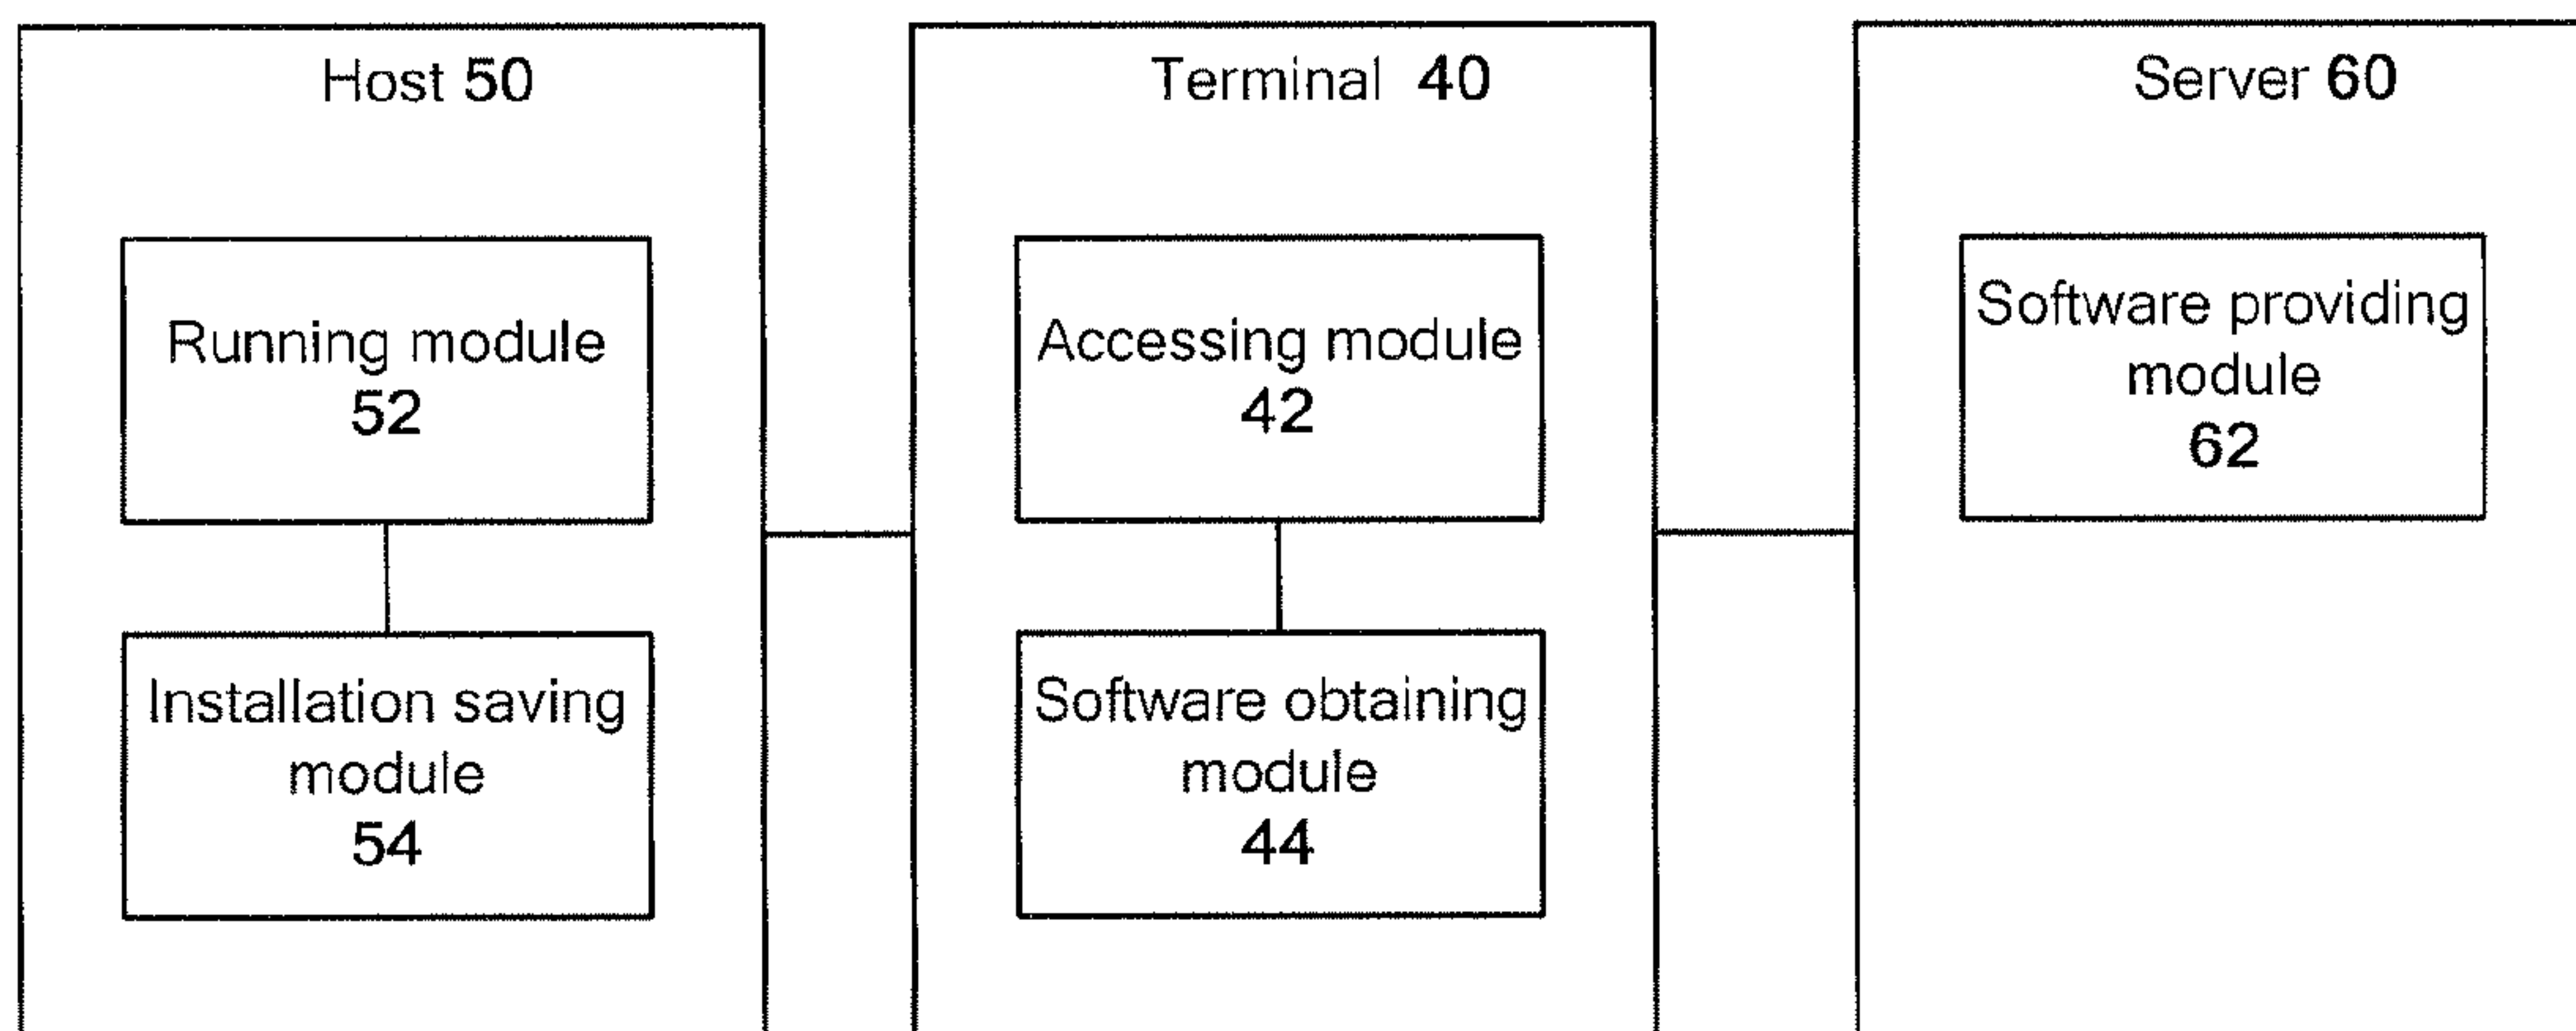 Host 50
Running module
52
Installation saving
module
54
Terminal 40
Accessing module
42
Software obtaining
module
44
Server 60
Software providing
module
62